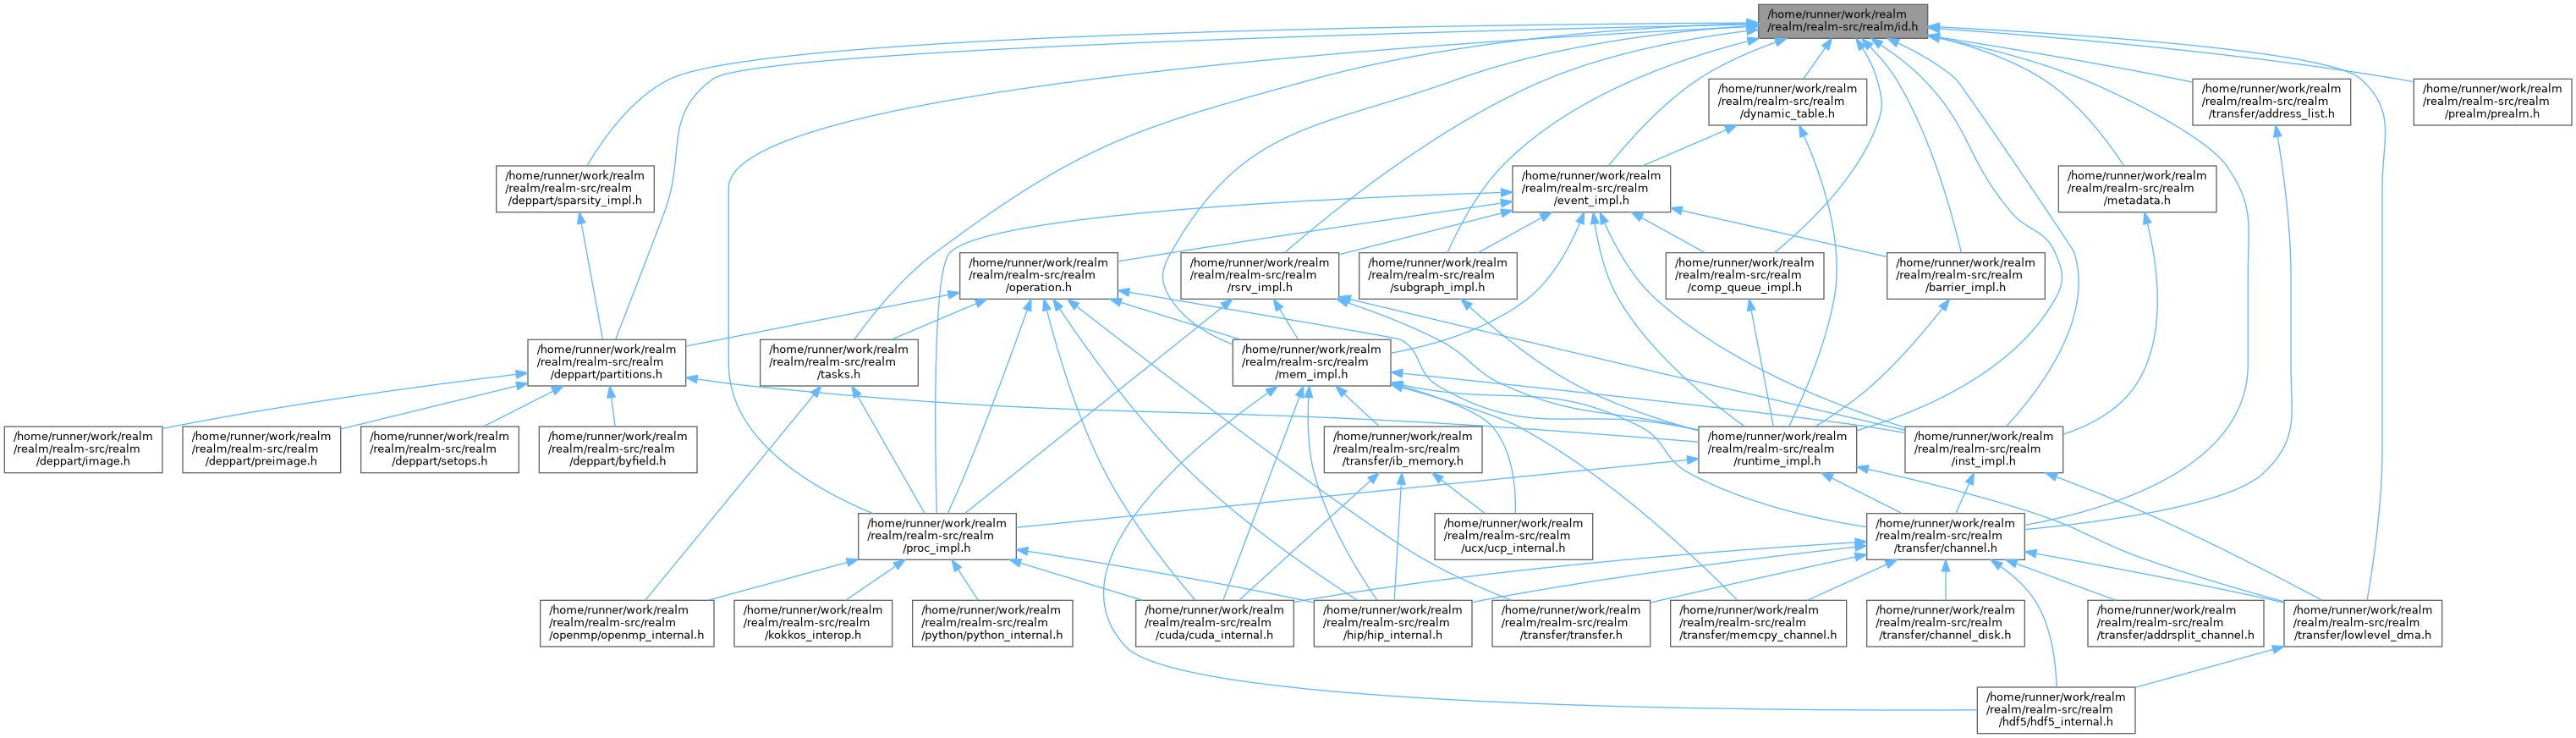 /home/runner/work/realm
/realm/realm-src/realm/id.h
/home/runner/work/realm
/realm/realm-src/realm
/dynamic_table.h
/home/runner/work/realm
/realm/realm-src/realm
/transfer/address_list.h
/home/runner/work/realm
/realm/realm-src/realm
/prealm/prealm.h
/home/runner/work/realm
/realm/realm-src/realm
/deppart/sparsity_impl.h
/home/runner/work/realm
/realm/realm-src/realm
/event_impl.h
/home/runner/work/realm
/realm/realm-src/realm
/metadata.h
/home/runner/work/realm
/realm/realm-src/realm
/operation.h
/home/runner/work/realm
/realm/realm-src/realm
/rsrv_impl.h
/home/runner/work/realm
/realm/realm-src/realm
/subgraph_impl.h
/home/runner/work/realm
/realm/realm-src/realm
/comp_queue_impl.h
/home/runner/work/realm
/realm/realm-src/realm
/barrier_impl.h
/home/runner/work/realm
/realm/realm-src/realm
/deppart/partitions.h
/home/runner/work/realm
/realm/realm-src/realm
/tasks.h
/home/runner/work/realm
/realm/realm-src/realm
/mem_impl.h
/home/runner/work/realm
/realm/realm-src/realm
/deppart/image.h
/home/runner/work/realm
/realm/realm-src/realm
/deppart/preimage.h
/home/runner/work/realm
/realm/realm-src/realm
/deppart/setops.h
/home/runner/work/realm
/realm/realm-src/realm
/deppart/byfield.h
/home/runner/work/realm
/realm/realm-src/realm
/transfer/ib_memory.h
/home/runner/work/realm
/realm/realm-src/realm
/runtime_impl.h
/home/runner/work/realm
/realm/realm-src/realm
/inst_impl.h
/home/runner/work/realm
/realm/realm-src/realm
/proc_impl.h
/home/runner/work/realm
/realm/realm-src/realm
/ucx/ucp_internal.h
/home/runner/work/realm
/realm/realm-src/realm
/transfer/channel.h
/home/runner/work/realm
/realm/realm-src/realm
/openmp/openmp_internal.h
/home/runner/work/realm
/realm/realm-src/realm
/kokkos_interop.h
/home/runner/work/realm
/realm/realm-src/realm
/python/python_internal.h
/home/runner/work/realm
/realm/realm-src/realm
/cuda/cuda_internal.h
/home/runner/work/realm
/realm/realm-src/realm
/hip/hip_internal.h
/home/runner/work/realm
/realm/realm-src/realm
/transfer/transfer.h
/home/runner/work/realm
/realm/realm-src/realm
/transfer/memcpy_channel.h
/home/runner/work/realm
/realm/realm-src/realm
/transfer/channel_disk.h
/home/runner/work/realm
/realm/realm-src/realm
/transfer/addrsplit_channel.h
/home/runner/work/realm
/realm/realm-src/realm
/transfer/lowlevel_dma.h
/home/runner/work/realm
/realm/realm-src/realm
/hdf5/hdf5_internal.h